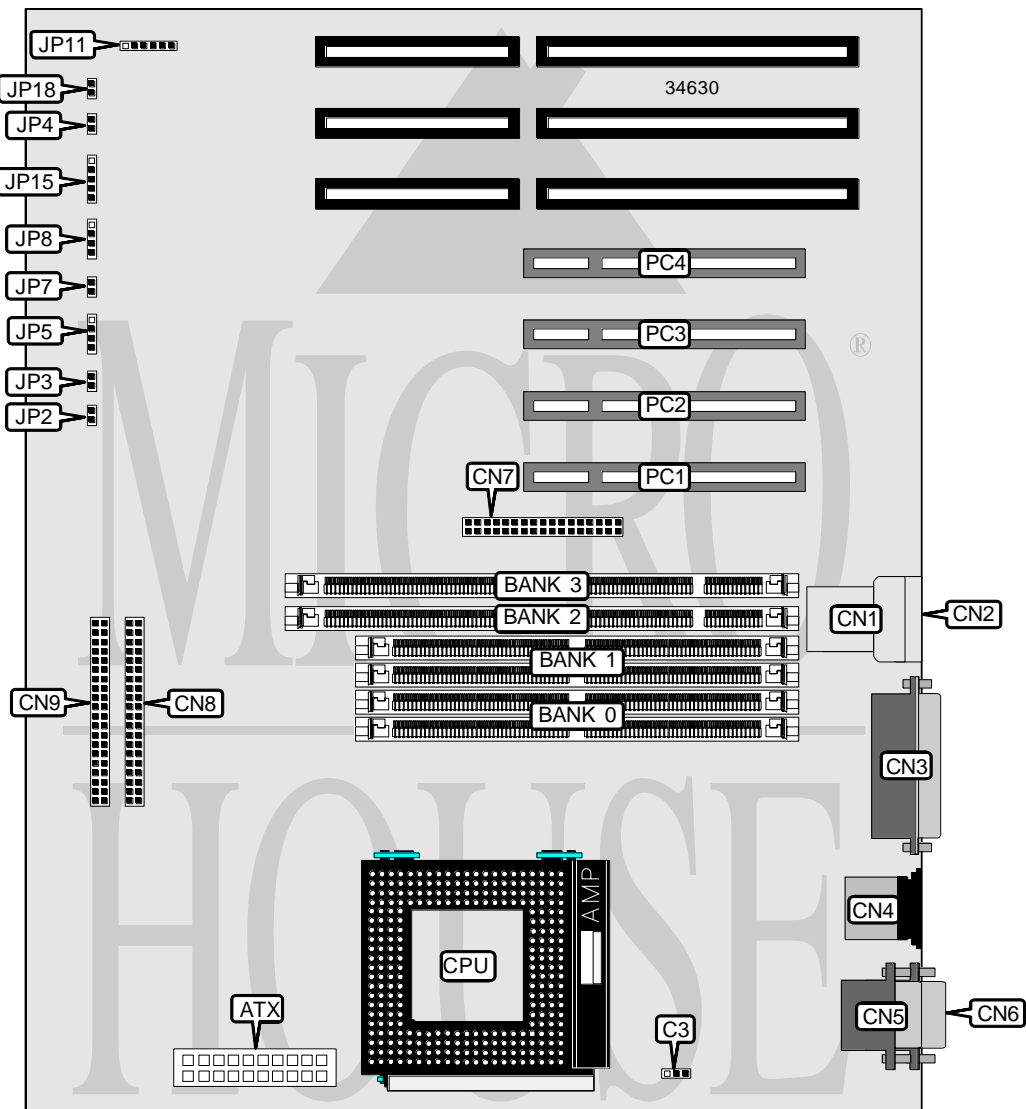 JP11
34630
JP18
JP4
JP15
JP8
PC4
JP7
JP5
PC3
®
JP3
PC2
JP2
PC1
CN7
MICRO
BANK 3
BANK 2
CN1
CN2
BANK 1
CN9
CN8
BANK 0
CN3
HOUSE
AMP
CN4
CPU
ATX
C3
CN5
CN6